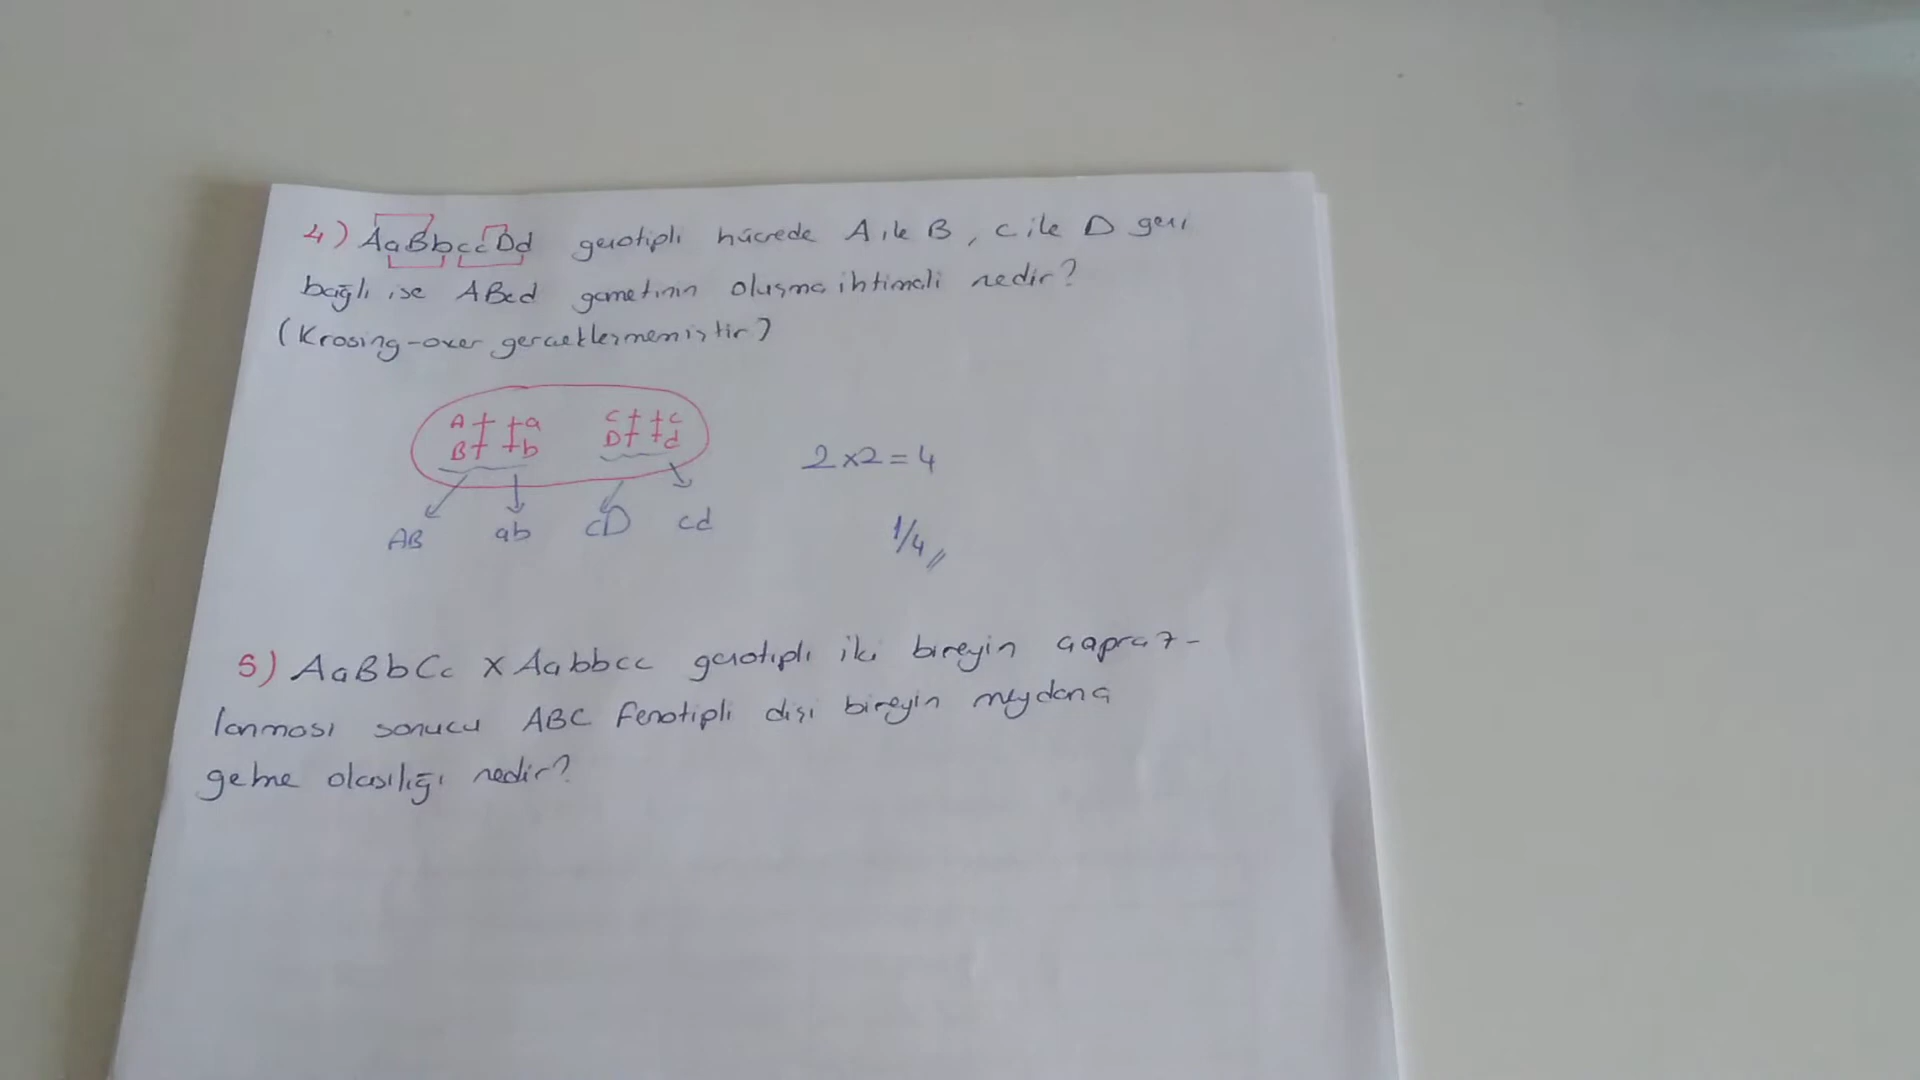 4) AaBbccDd genotipli hücrede A ile B, c ile D geni
bağlı ise ABcd gametinin oluşma ihtimali nedir?
(Krosing-over gerçekleşmemiştir)
A a c c
B b D d
2x2=4
AB ab cD cd
1/4
5) AaBbCc X Aabbcc genotipli iki bireyin çapraz-
lanması sonucu ABC fenotipli dişi bireyin meydana
gelme olasılığı nedir?